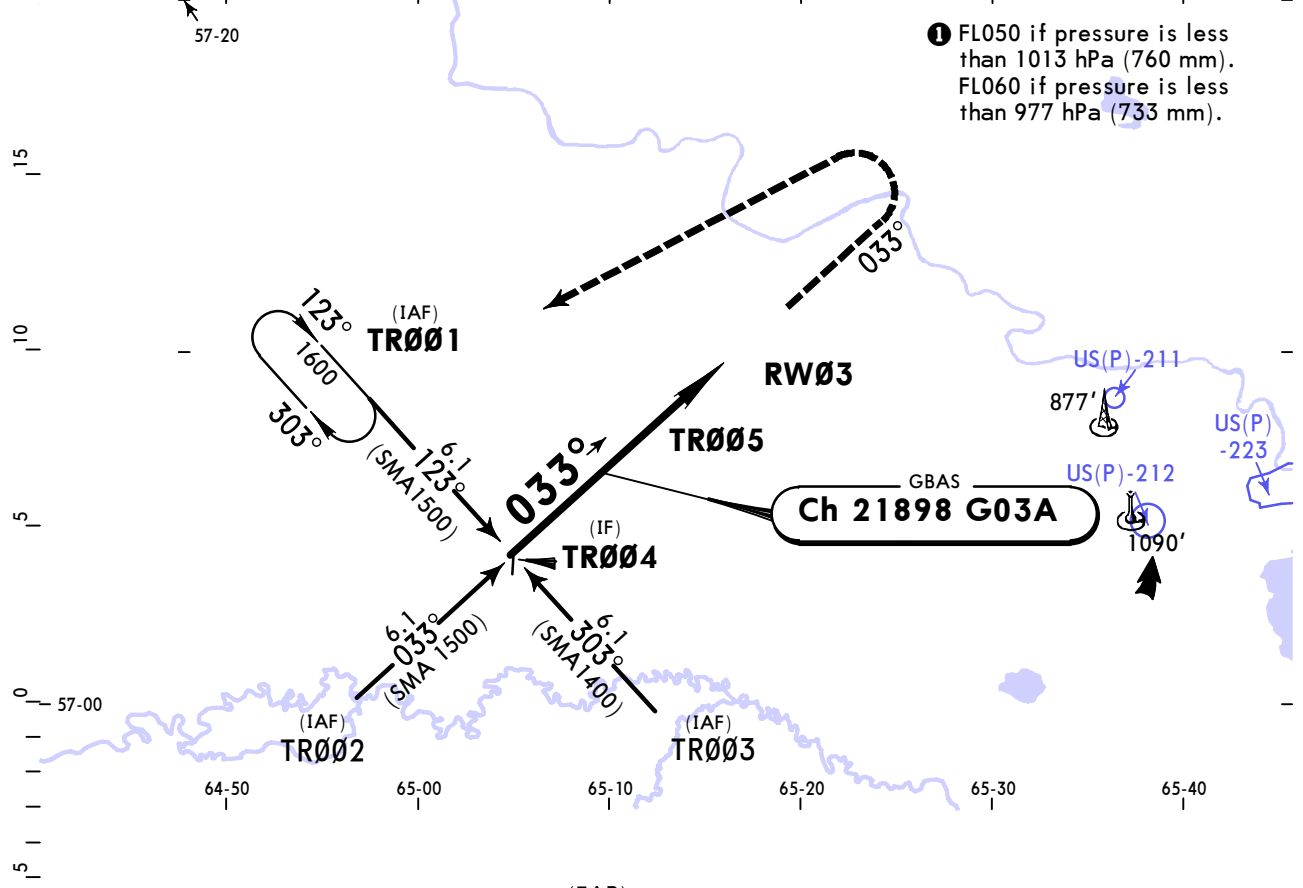 57-20
❶ FL050 if pressure is less
than 1013 hPa (760 mm).
FL060 if pressure is less
than 977 hPa (733 mm).
15
033°
123°
(IAF)
TRØØ1
1600
303°
10
RWØ3
US(P)-211
877'
TRØØ5
US(P)
-223
6.1
123°
(SMA1500)
033°
US(P)-212
GBAS
Ch 21898 G03A
1090'
5
(IF)
TRØØ4
6.1
033°
(SMA 1500)
6.1
303°
(SMA1400)
0
57-00
(IAF)
TRØØ2
(IAF)
TRØØ3
64-50
65-00
65-10
65-20
65-30
65-40
5